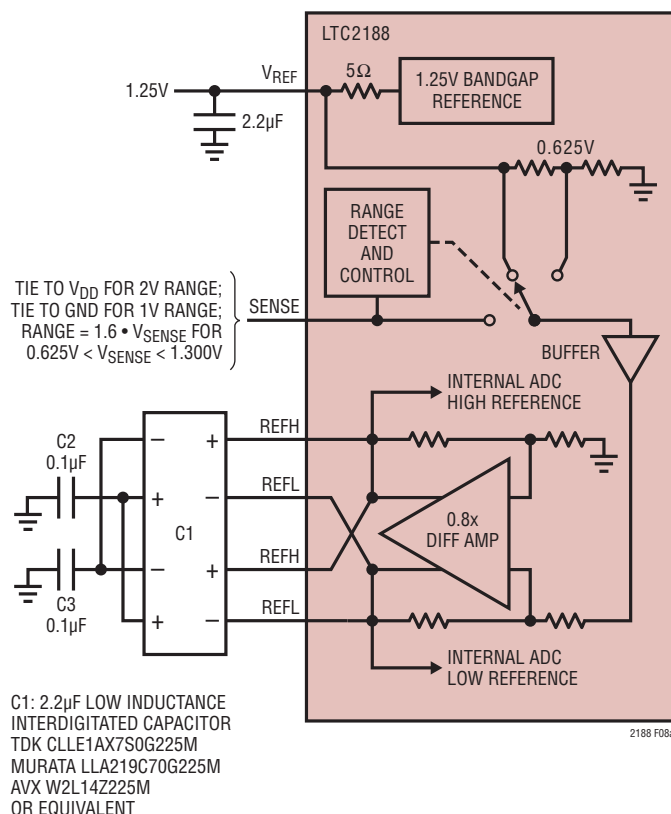 LTC2188
1.25V
VREF
5Ω
1.25V BANDGAP
REFERENCE
2.2µF
0.625V
RANGE
DETECT
AND
CONTROL
TIE TO VDD FOR 2V RANGE;
TIE TO GND FOR 1V RANGE;
RANGE = 1.6 • VSENSE FOR
0.625V < VSENSE < 1.300V
SENSE
BUFFER
INTERNAL ADC
HIGH REFERENCE
C2
0.1µF
– +
REFH
+ –
REFL
C1
0.8x
DIFF AMP
– +
REFH
C3
0.1µF
+ –
REFL
INTERNAL ADC
LOW REFERENCE
C1: 2.2µF LOW INDUCTANCE
INTERDIGITATED CAPACITOR
TDK CLLE1AX7S0G225M
MURATA LLA219C70G225M
AVX W2L14Z225M
OR EQUIVALENT
2188 F08a